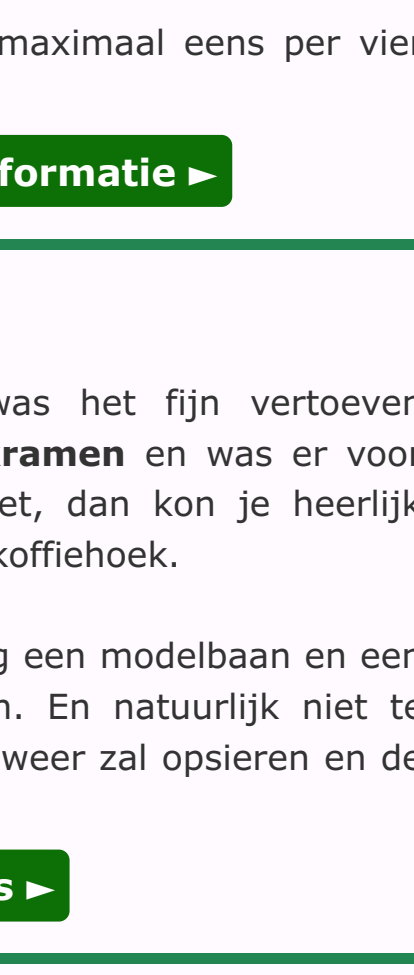 maximaal eens per vier
formatie ►
was het fijn vertoeven
kramen en was er voor
et, dan kon je heerlijk
koffiehoek.
g een modelbaan en een
n. En natuurlijk niet te
weer zal opsieren en de
s ►